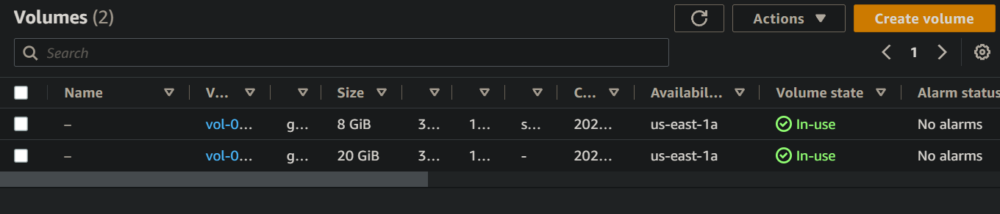 Volumes (2) Actions Create volume
Search 1
Name V... Size C... Availabil... Volume state Alarm status
– vol-0... g... 8 GiB 3... 1... s... 202... us-east-1a In-use No alarms
– vol-0... g... 20 GiB 3... 1... - 202... us-east-1a In-use No alarms